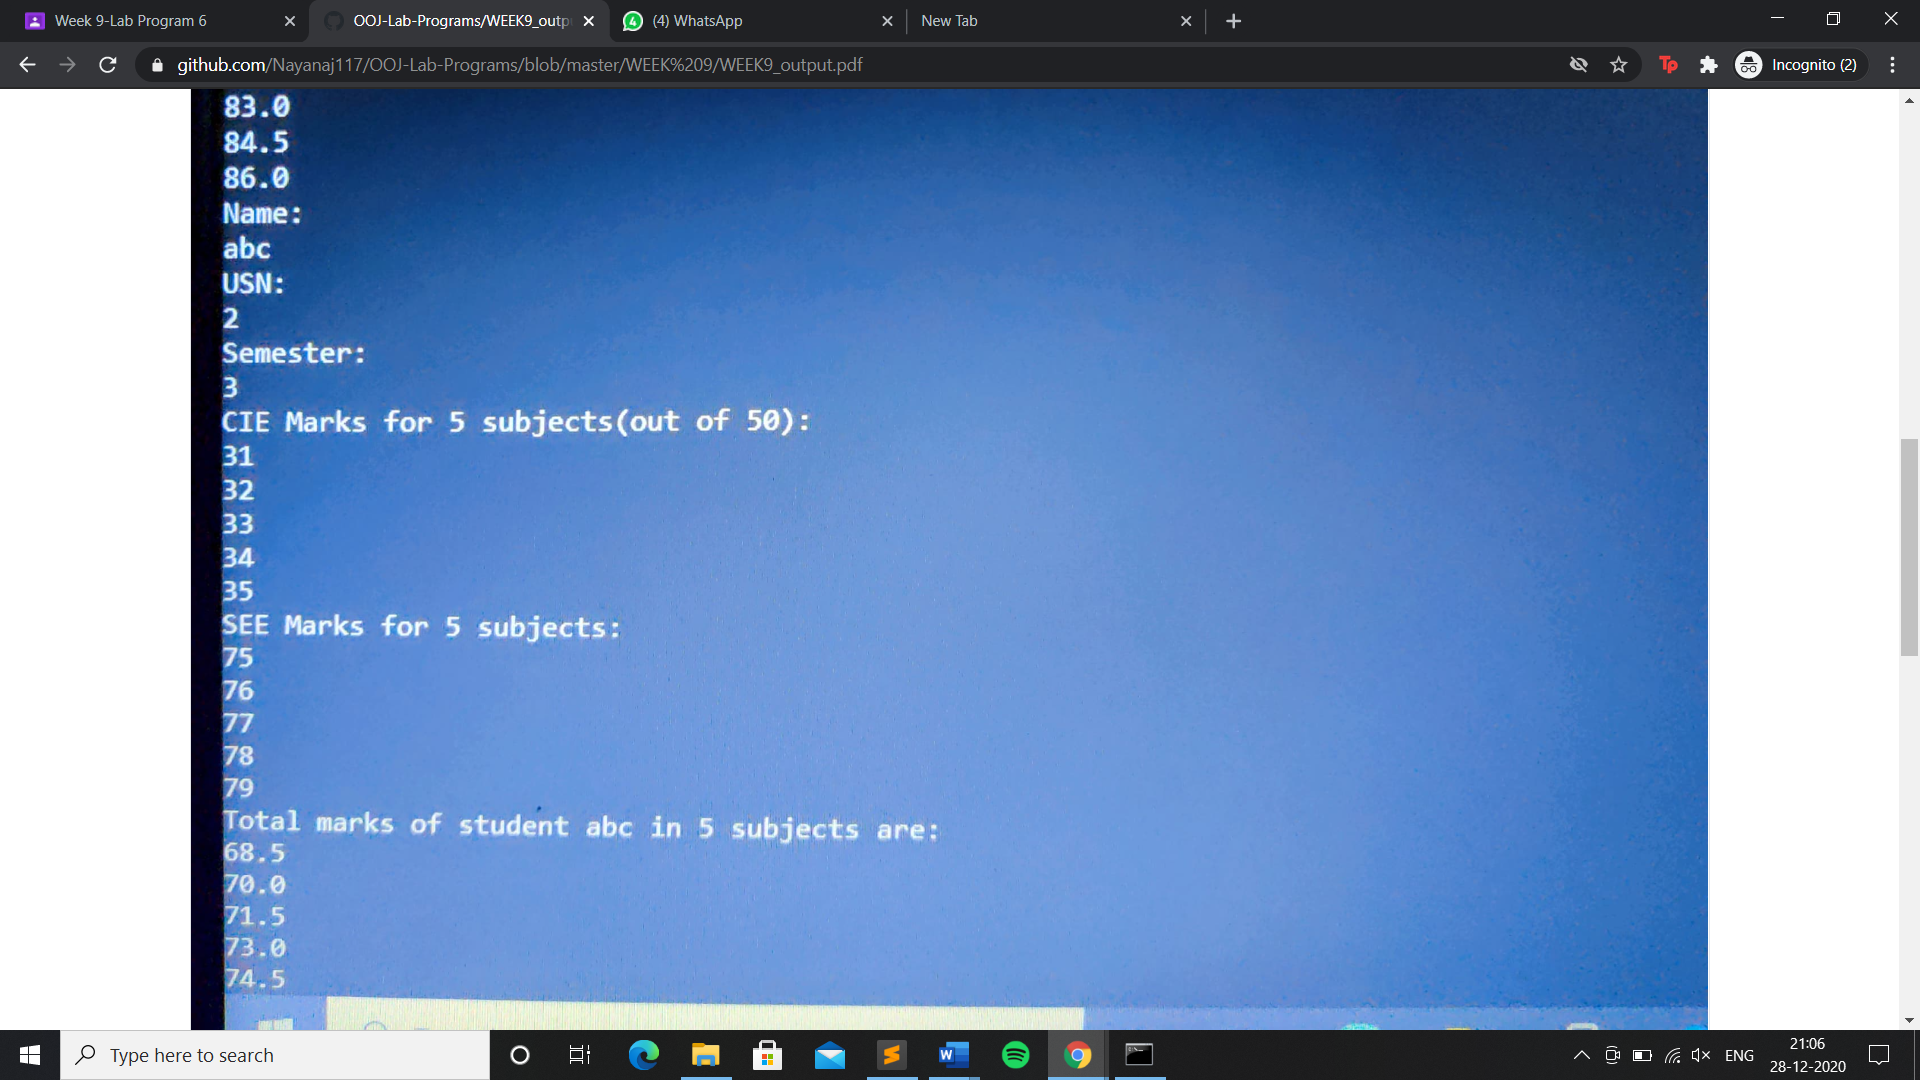 Week 9-Lab Program 6
OOJ-Lab-Programs/WEEK9_outp
(4) WhatsApp
New Tab
github.com/Nayanaj117/OOJ-Lab-Programs/blob/master/WEEK%209/WEEK9_output.pdf
Incognito (2)
83.0
84.5
86.0
Name:
abc
USN:
2
Semester:
3
CIE Marks for 5 subjects(out of 50):
31
32
33
34
35
SEE Marks for 5 subjects:
75
76
77
78
79
Total marks of student abc in 5 subjects are:
68.5
70.0
71.5
73.0
74.5
Type here to search
ENG
21:06
28-12-2020